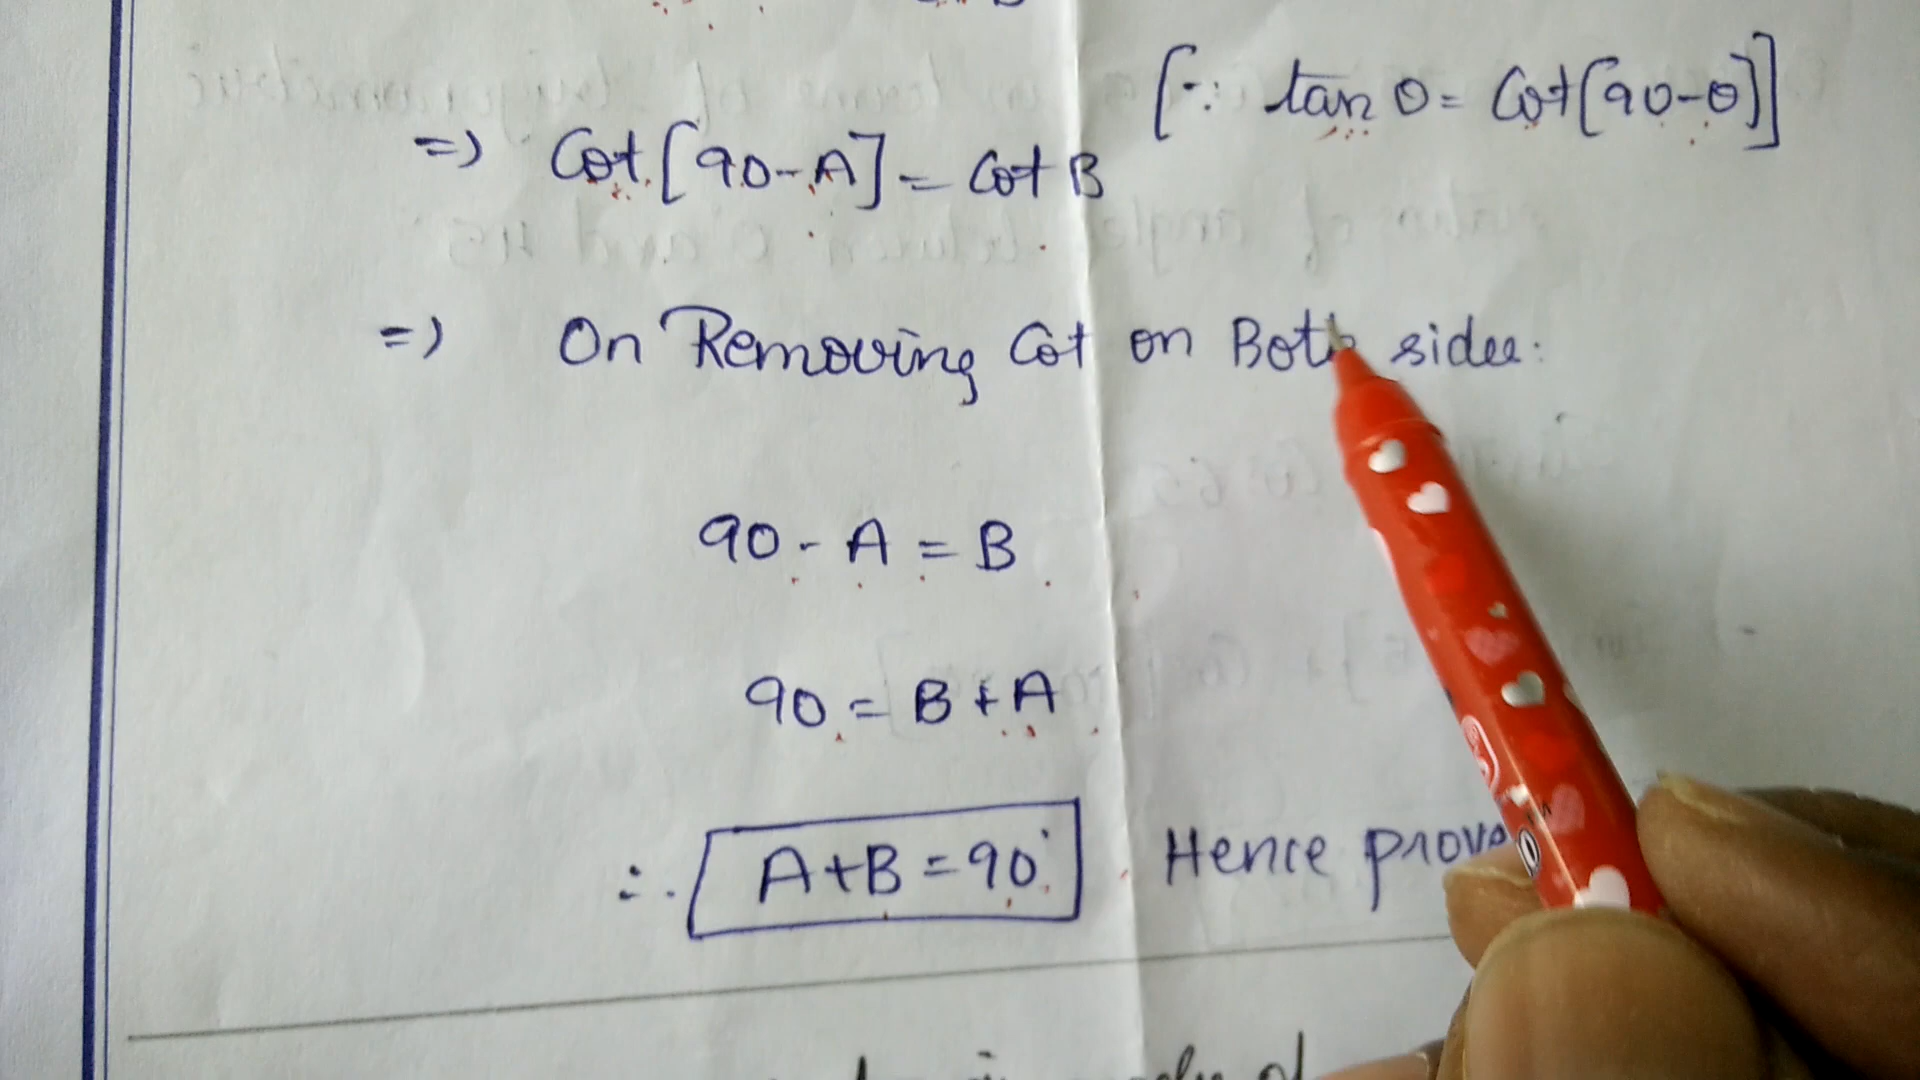 [∵ tan θ = Cot[90-θ]]
=) Cot[90-A] = Cot B
=) On Removing Cot on Both sides:
90 - A = B
90 = B + A
∴ A+B = 90° Hence prove